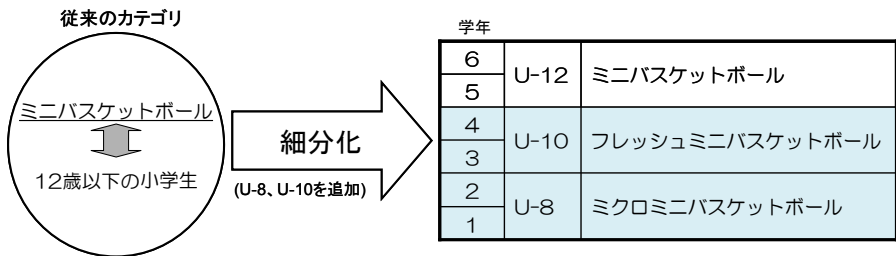 従来のカテゴリ
ミニバスケットボール
12歳以下の小学生
細分化
(U-8、U-10を追加)
学年
6
5
U-12 ミニバスケットボール
4
3
U-10 フレッシュミニバスケットボール
2
1
U-8 ミクロミニバスケットボール